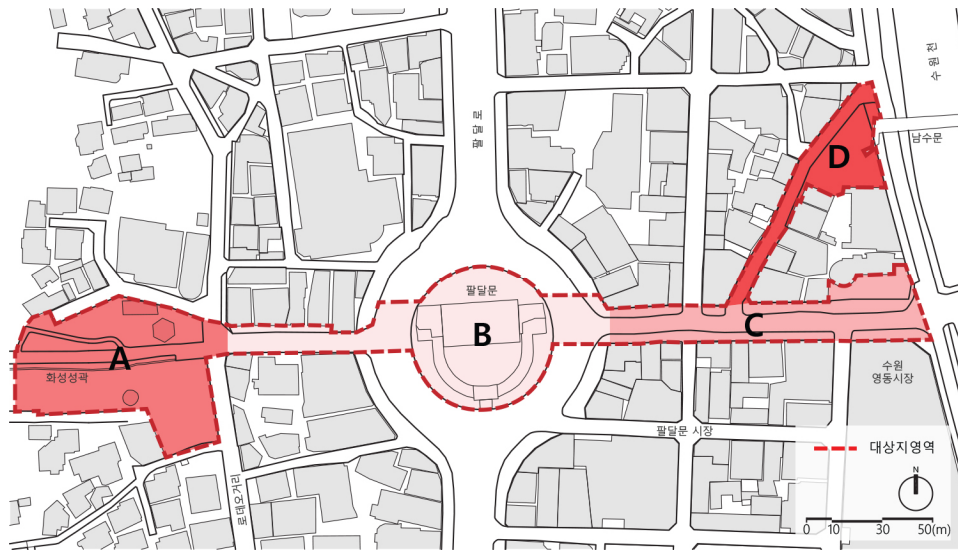 수원천
팔달로
남수문
D
팔달문
A
B
C
화성성곽
수원
영동시장
팔달문 시장
로데오거리
대상지영역
N
0 10 30 50(m)